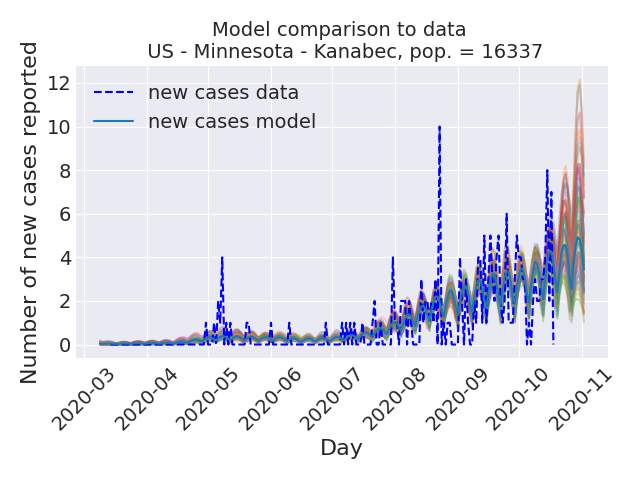 Model comparison to data
US - Minnesota - Kanabec, pop. = 16337
Number of new cases reported
12
10
8
6
4
2
0
new cases data
new cases model
2020-03
2020-04
2020-05
2020-06
2020-07
2020-08
2020-09
2020-10
2020-11
Day